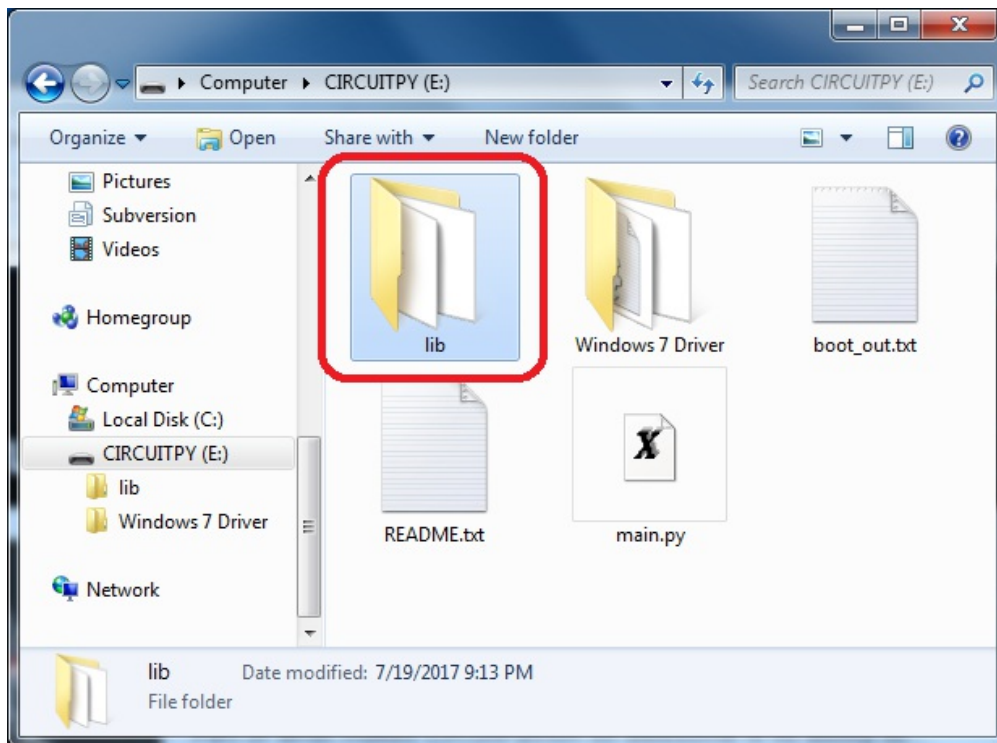 Computer ▸ CIRCUITPY (E:)
Search CIRCUITPY (E:)
Organize
Open
Share with
New folder
Pictures
Subversion
Videos
Homegroup
Computer
Local Disk (C:)
CIRCUITPY (E:)
lib
Windows 7 Driver
Network
lib
Windows 7 Driver
boot_out.txt
README.txt
main.py
lib
Date modified: 7/19/2017 9:13 PM
File folder